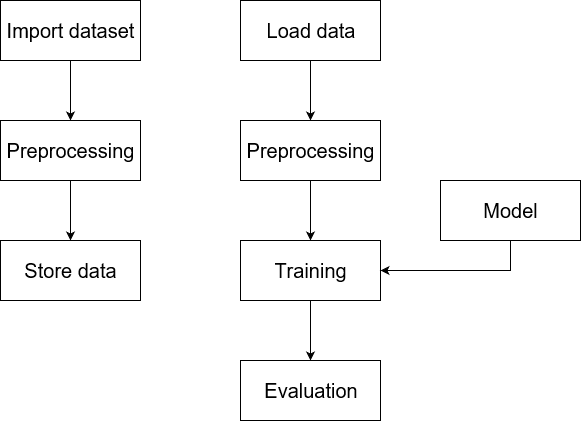 Import dataset
Load data
Preprocessing
Preprocessing
Model
Store data
Training
Evaluation